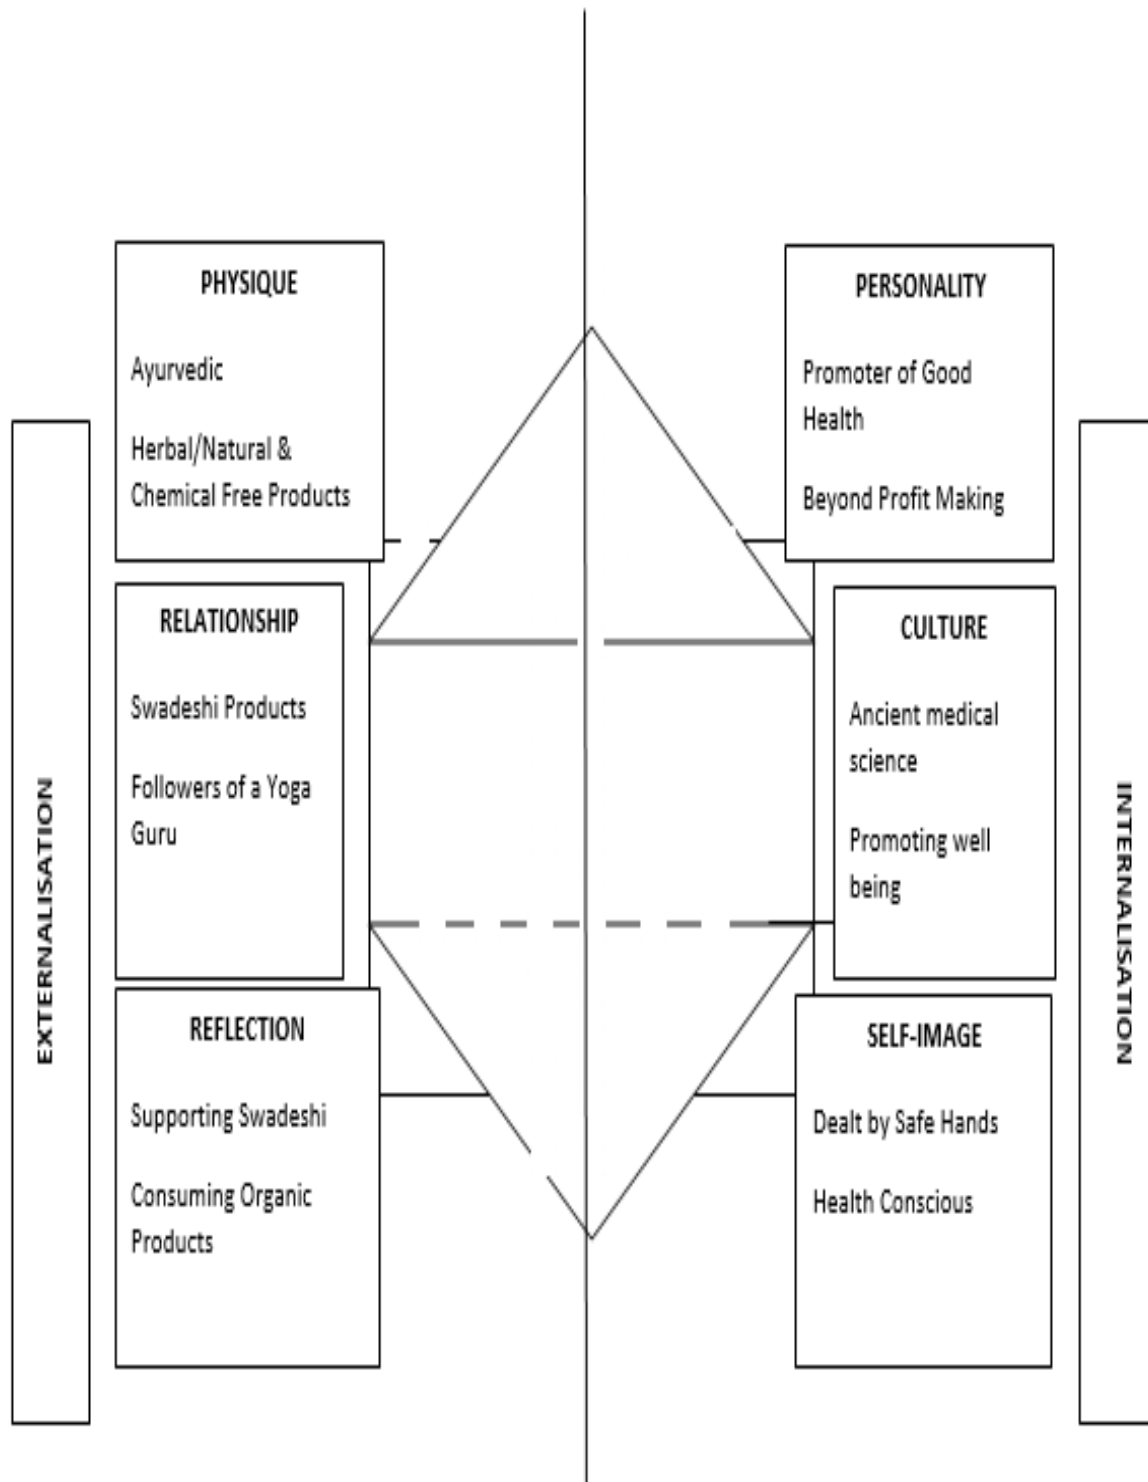 PHYSIQUE
Ayurvedic
Herbal/Natural &
Chemical Free Products
PERSONALITY
Promoter of Good
Health
Beyond Profit Making
EXTERNALISATION
RELATIONSHIP
Swadeshi Products
Followers of a Yoga
Guru
CULTURE
Ancient medical
science
Promoting well
being
INTERNALISATION
REFLECTION
Supporting Swadeshi
Consuming Organic
Products
SELF-IMAGE
Dealt by Safe Hands
Health Conscious